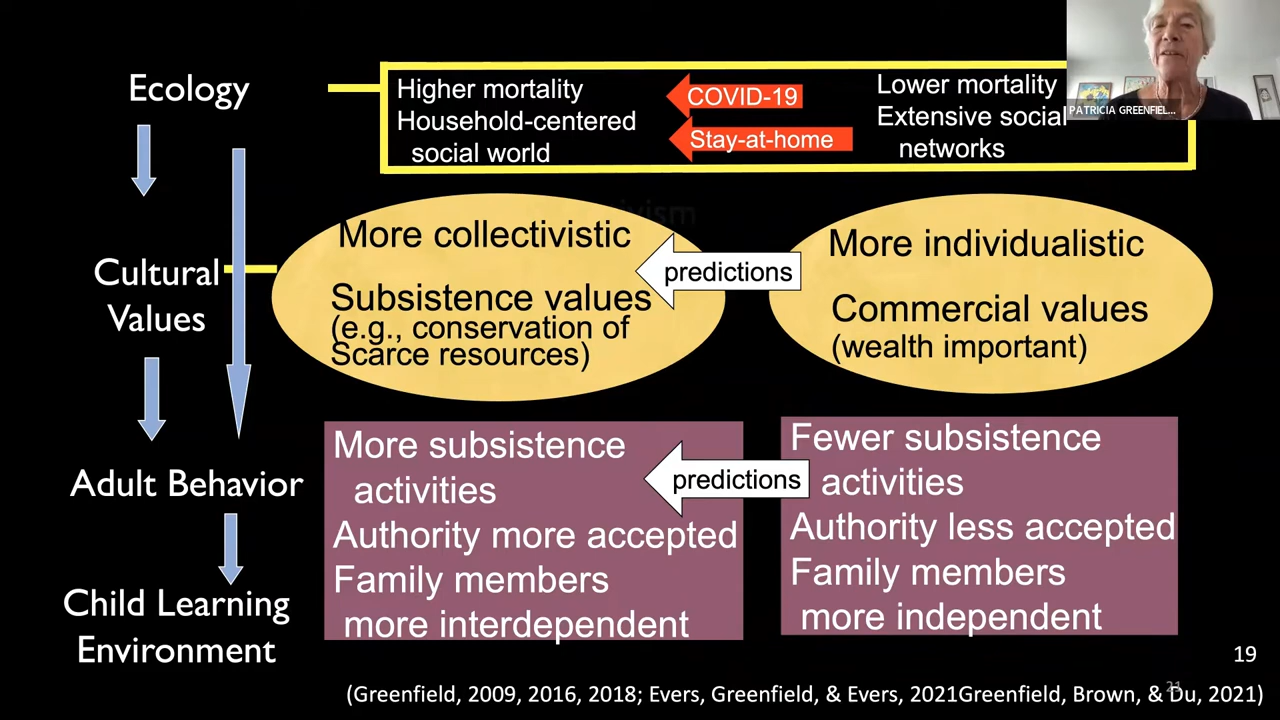 Ecology
Higher mortality
Household-centered
social world
COVID-19
Stay-at-home
Lower mortality
Extensive social
networks
PATRICIA GREENFIEL...
Cultural
Values
More collectivistic
Subsistence values
(e.g., conservation of
Scarce resources)
predictions
More individualistic
Commercial values
(wealth important)
Adult Behavior
More subsistence
activities
Authority more accepted
Family members
more interdependent
predictions
Fewer subsistence
activities
Authority less accepted
Family members
more independent
Child Learning
Environment
19
21
(Greenfield, 2009, 2016, 2018; Evers, Greenfield, & Evers, 2021Greenfield, Brown, & Du, 2021)